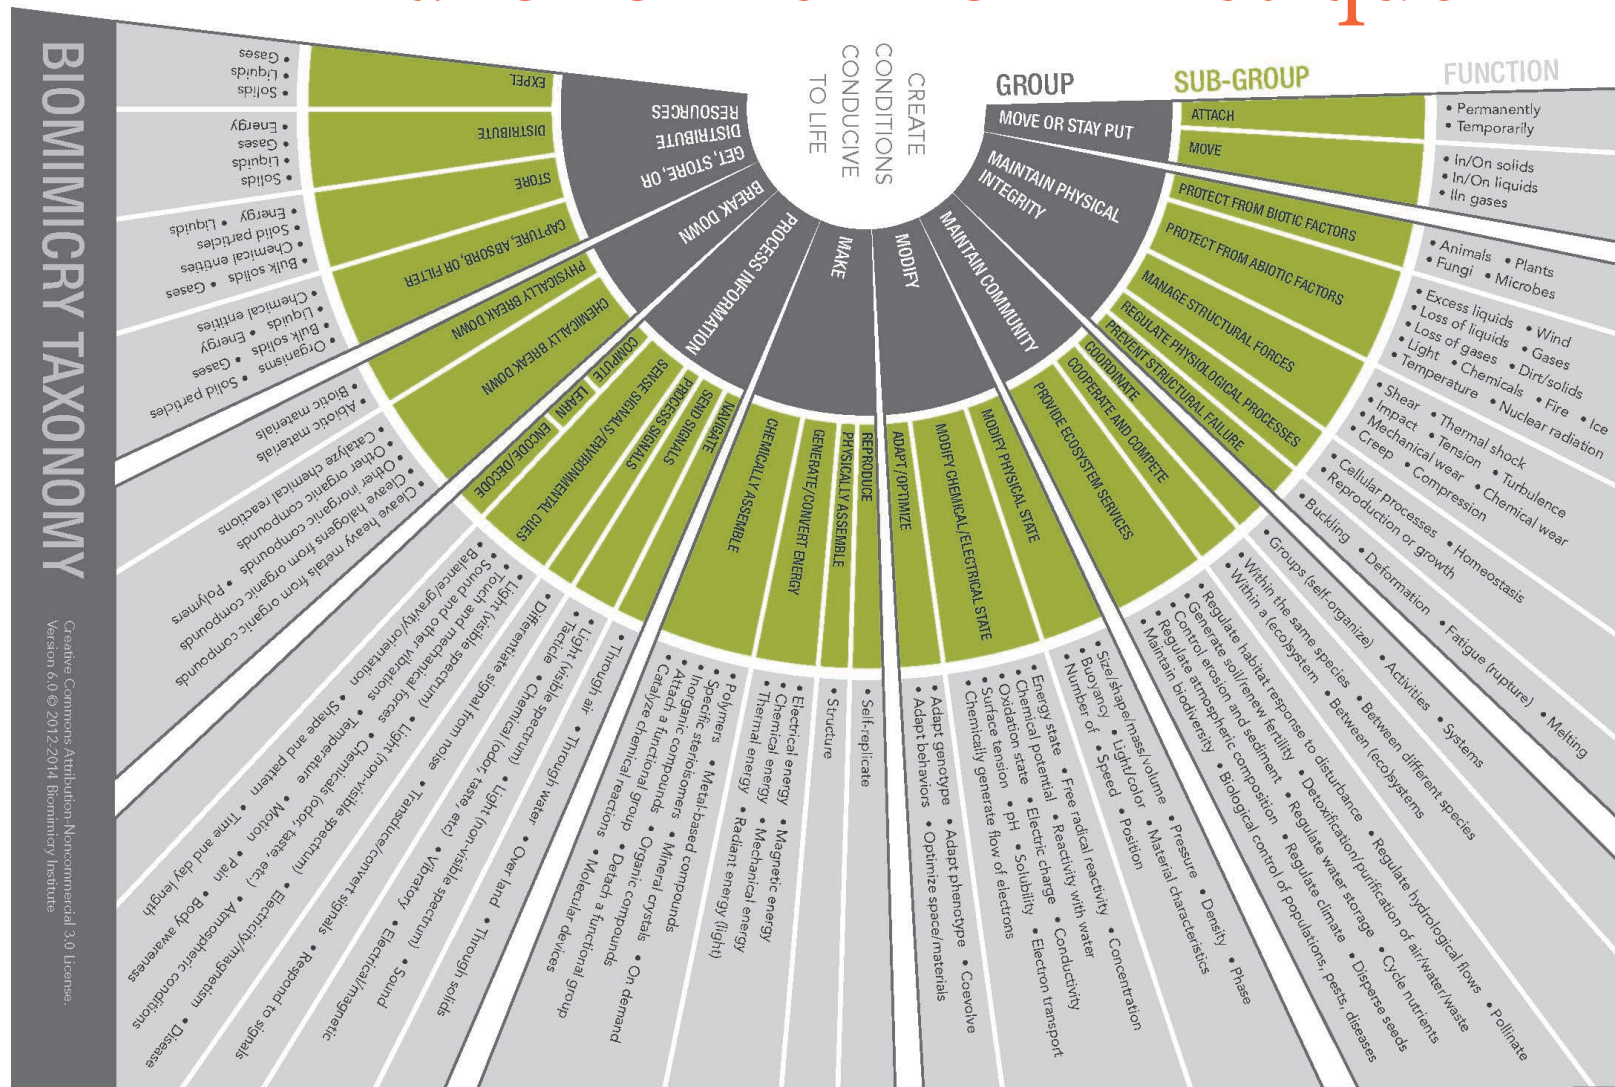 BIOMIMICRY TAXONOMY
Creative Commons Attribution-Noncommercial 3.0 License.
Version 6.0 © 2012-2014 Biomimicry Institute
CREATE
CONDITIONS
CONDUCIVE
TO LIFE
GROUP
SUB-GROUP
FUNCTION
MOVE OR STAY PUT
ATTACH
• Permanently
• Temporarily
MOVE
• In/On solids
• In/On liquids
• IIn gases
MAINTAIN PHYSICAL
INTEGRITY
PROTECT FROM BIOTIC FACTORS
• Animals • Plants
• Fungi • Microbes
PROTECT FROM ABIOTIC FACTORS
• Excess liquids • Wind
• Loss of liquids • Gases
• Loss of gases • Dirt/solids
• Light • Chemicals • Fire • Ice
• Temperature • Nuclear radiation
MANAGE STRUCTURAL FORCES
• Shear • Thermal shock
• Impact • Tension • Turbulence
• Mechanical wear • Chemical wear
• Creep • Compression
REGULATE PHYSIOLOGICAL PROCESSES
• Cellular processes • Homeostasis
• Reproduction or growth
PREVENT STRUCTURAL FAILURE
• Buckling • Deformation • Fatigue (rupture) • Melting
MAINTAIN COMMUNITY
COORDINATE
• Groups (self-organize) • Activities • Systems
COOPERATE AND COMPETE
• Within the same species • Between different species
• Within a (eco)system • Between (eco)systems
PROVIDE ECOSYSTEM SERVICES
• Regulate habitat response to disturbance • Regulate hydrological flows • Pollinate
• Generate soil/renew fertility • Detoxification/purification of air/water/waste
• Control erosion and sediment • Regulate water storage • Cycle nutrients
• Regulate atmospheric composition • Regulate climate • Disperse seeds
• Maintain biodiversity • Biological control of populations, pests, diseases
MODIFY
MODIFY PHYSICAL STATE
• Size/shape/mass/volume • Pressure • Density • Phase
• Buoyancy • Light/color • Material characteristics
• Number of • Speed • Position
MODIFY CHEMICAL/ELECTRICAL STATE
• Energy state • Free radical reactivity • Concentration
• Chemical potential • Reactivity with water
• Oxidation state • Electric charge • Conductivity
• Surface tension • pH • Solubility • Electron transport
• Chemically generate flow of electrons
ADAPT/OPTIMIZE
• Adapt genotype • Adapt phenotype • Coevolve
• Adapt behaviors • Optimize space/materials
MAKE
REPRODUCE
• Self-replicate
PHYSICALLY ASSEMBLE
• Structure
GENERATE/CONVERT ENERGY
• Electrical energy • Magnetic energy
• Chemical energy • Mechanical energy
• Thermal energy • Radiant energy (light)
CHEMICALLY ASSEMBLE
• Polymers • Metal-based compounds
• Specific steriosomers • Mineral crystals • On demand
• Inorganic compounds • Organic compounds
• Attach a functional group • Detach a functional group
• Catalyze chemical reactions • Molecular devices
PROCESS INFORMATION
NAVIGATE
• Through air • Through water • Over land • Through solids
SEND SIGNALS
• Light (visible spectrum) • Light (non-visible spectrum) • Sound
• Tacticle • Chemical (odor, taste, etc) • Vibratory • Electrical/magnetic
PROCESS SIGNALS
• Differentiate signal from noise • Transduce/convert signals • Respond to signals
SENSE SIGNALS/ENVIRONMENTAL CUES
• Light (visible spectrum) • Light (non-visible spectrum) • Electricity/magnetism • Disease
• Touch and mechanical forces • Chemicals (odor, taste, etc.) • Atmospheric conditions
• Sound and other vibrations • Temperature • Motion • Pain • Body awareness
• Balance/gravity/orientation • Shape and pattern • Time and day length
COMPUTE
LEARN
ENCODE/DECODE
BREAK DOWN
CHEMICALLY BREAK DOWN
• Cleave heavy metals from organic compounds
• Cleave halogens from organic compounds
• Other inorganic compounds • Polymers
• Other organic compounds
• Catalyze chemical reactions
PHYSICALLY BREAK DOWN
• Abiotic materials
• Biotic materials
GET, STORE, OR
DISTRIBUTE
RESOURCES
CAPTURE, ABSORB, OR FILTER
• Organisms • Solid particles
• Bulk solids • Gases
• Liquids • Energy
• Chemical entities
STORE
• Bulk solids • Gases
• Chemical entities
• Solid particles
• Energy • Liquids
DISTRIBUTE
• Solids
• Liquids
• Gases
• Energy
EXPEL
• Solids
• Liquids
• Gases